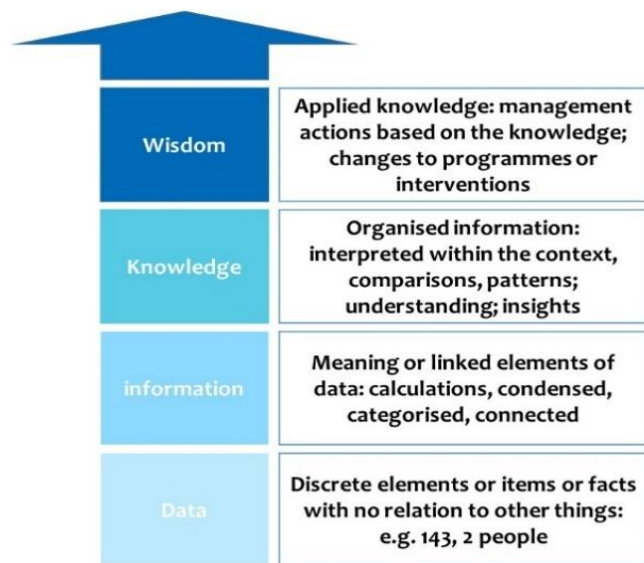 Wisdom
Applied knowledge: management
actions based on the knowledge;
changes to programmes or
interventions
Knowledge
Organised information:
interpreted within the context,
comparisons, patterns;
understanding; insights
information
Meaning or linked elements of
data: calculations, condensed,
categorised, connected
Data
Discrete elements or items or facts
with no relation to other things:
e.g. 143, 2 people